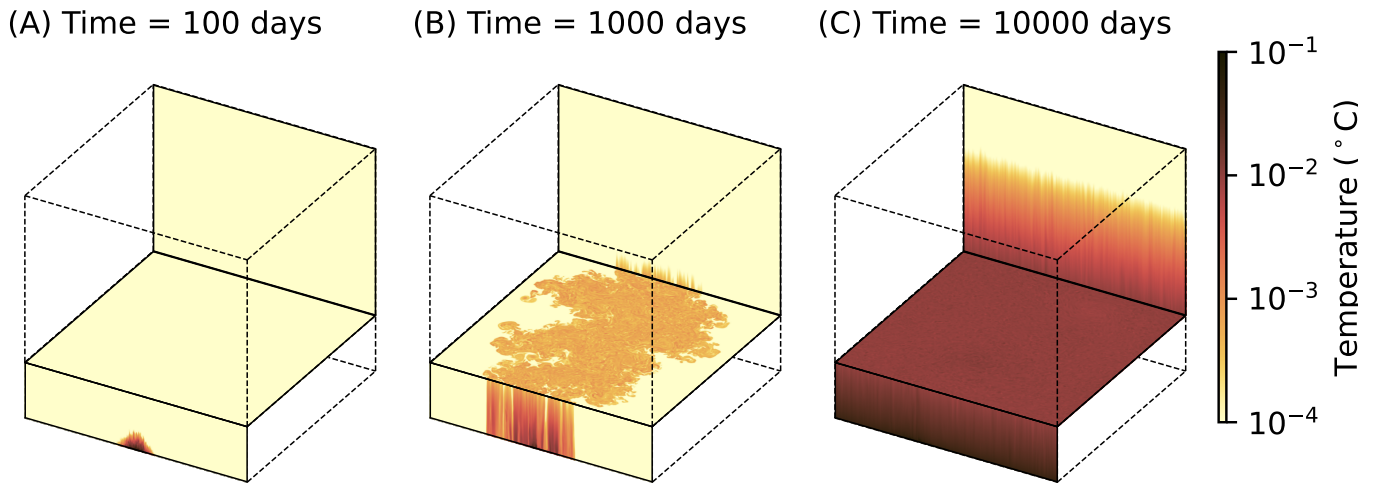 (A) Time = 100 days
(B) Time = 1000 days
(C) Time = 10000 days
10⁻¹
10⁻²
10⁻³
10⁻⁴
Temperature (°C)